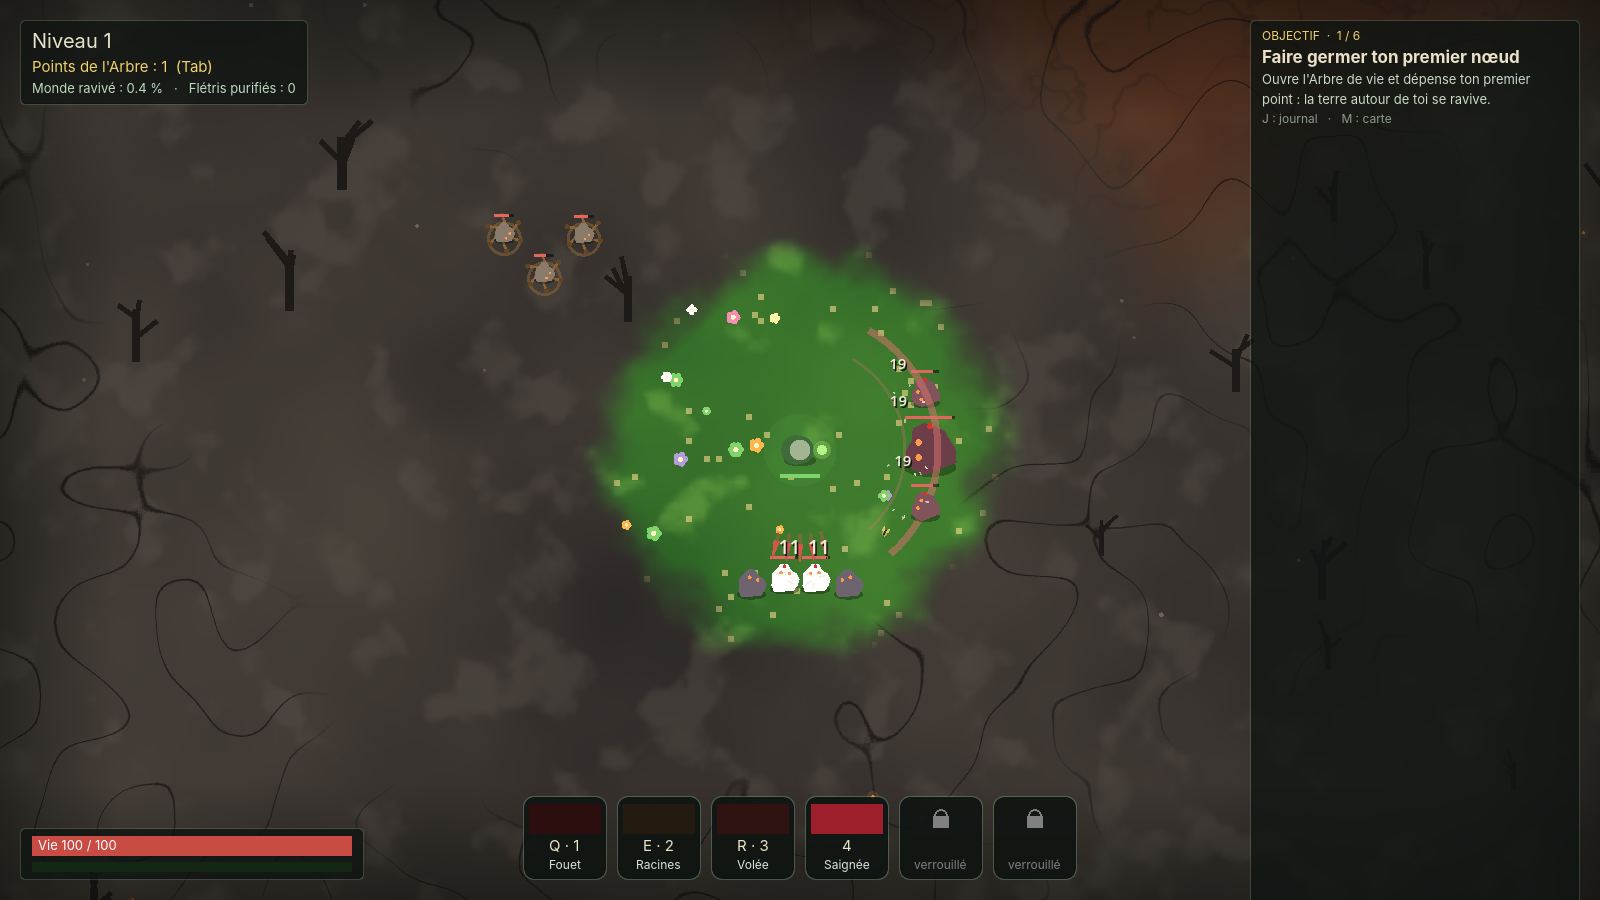 Niveau 1
Points de l'Arbre : 1 (Tab)
Monde ravivé : 0.4 % · Flétris purifiés : 0
OBJECTIF · 1 / 6
Faire germer ton premier nœud
Ouvre l'Arbre de vie et dépense ton premier
point : la terre autour de toi se ravive.
J : journal · M : carte
19
19
19
11 11
Vie 100 / 100
Q · 1
Fouet
E · 2
Racines
R · 3
Volée
4
Saignée
verrouillé
verrouillé